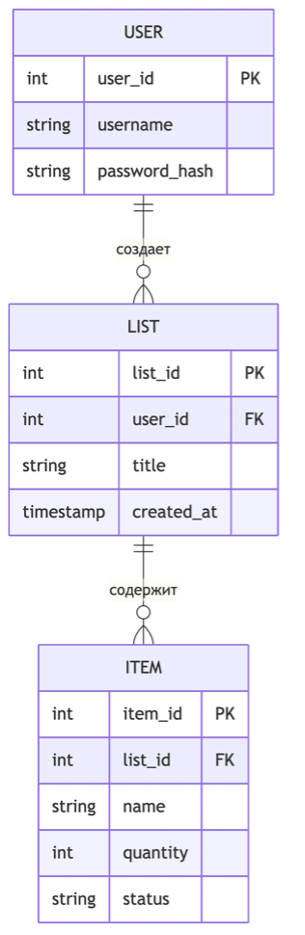 USER
int user_id PK
string username
string password_hash
создает
LIST
int list_id PK
int user_id FK
string title
timestamp created_at
содержит
ITEM
int item_id PK
int list_id FK
string name
int quantity
string status